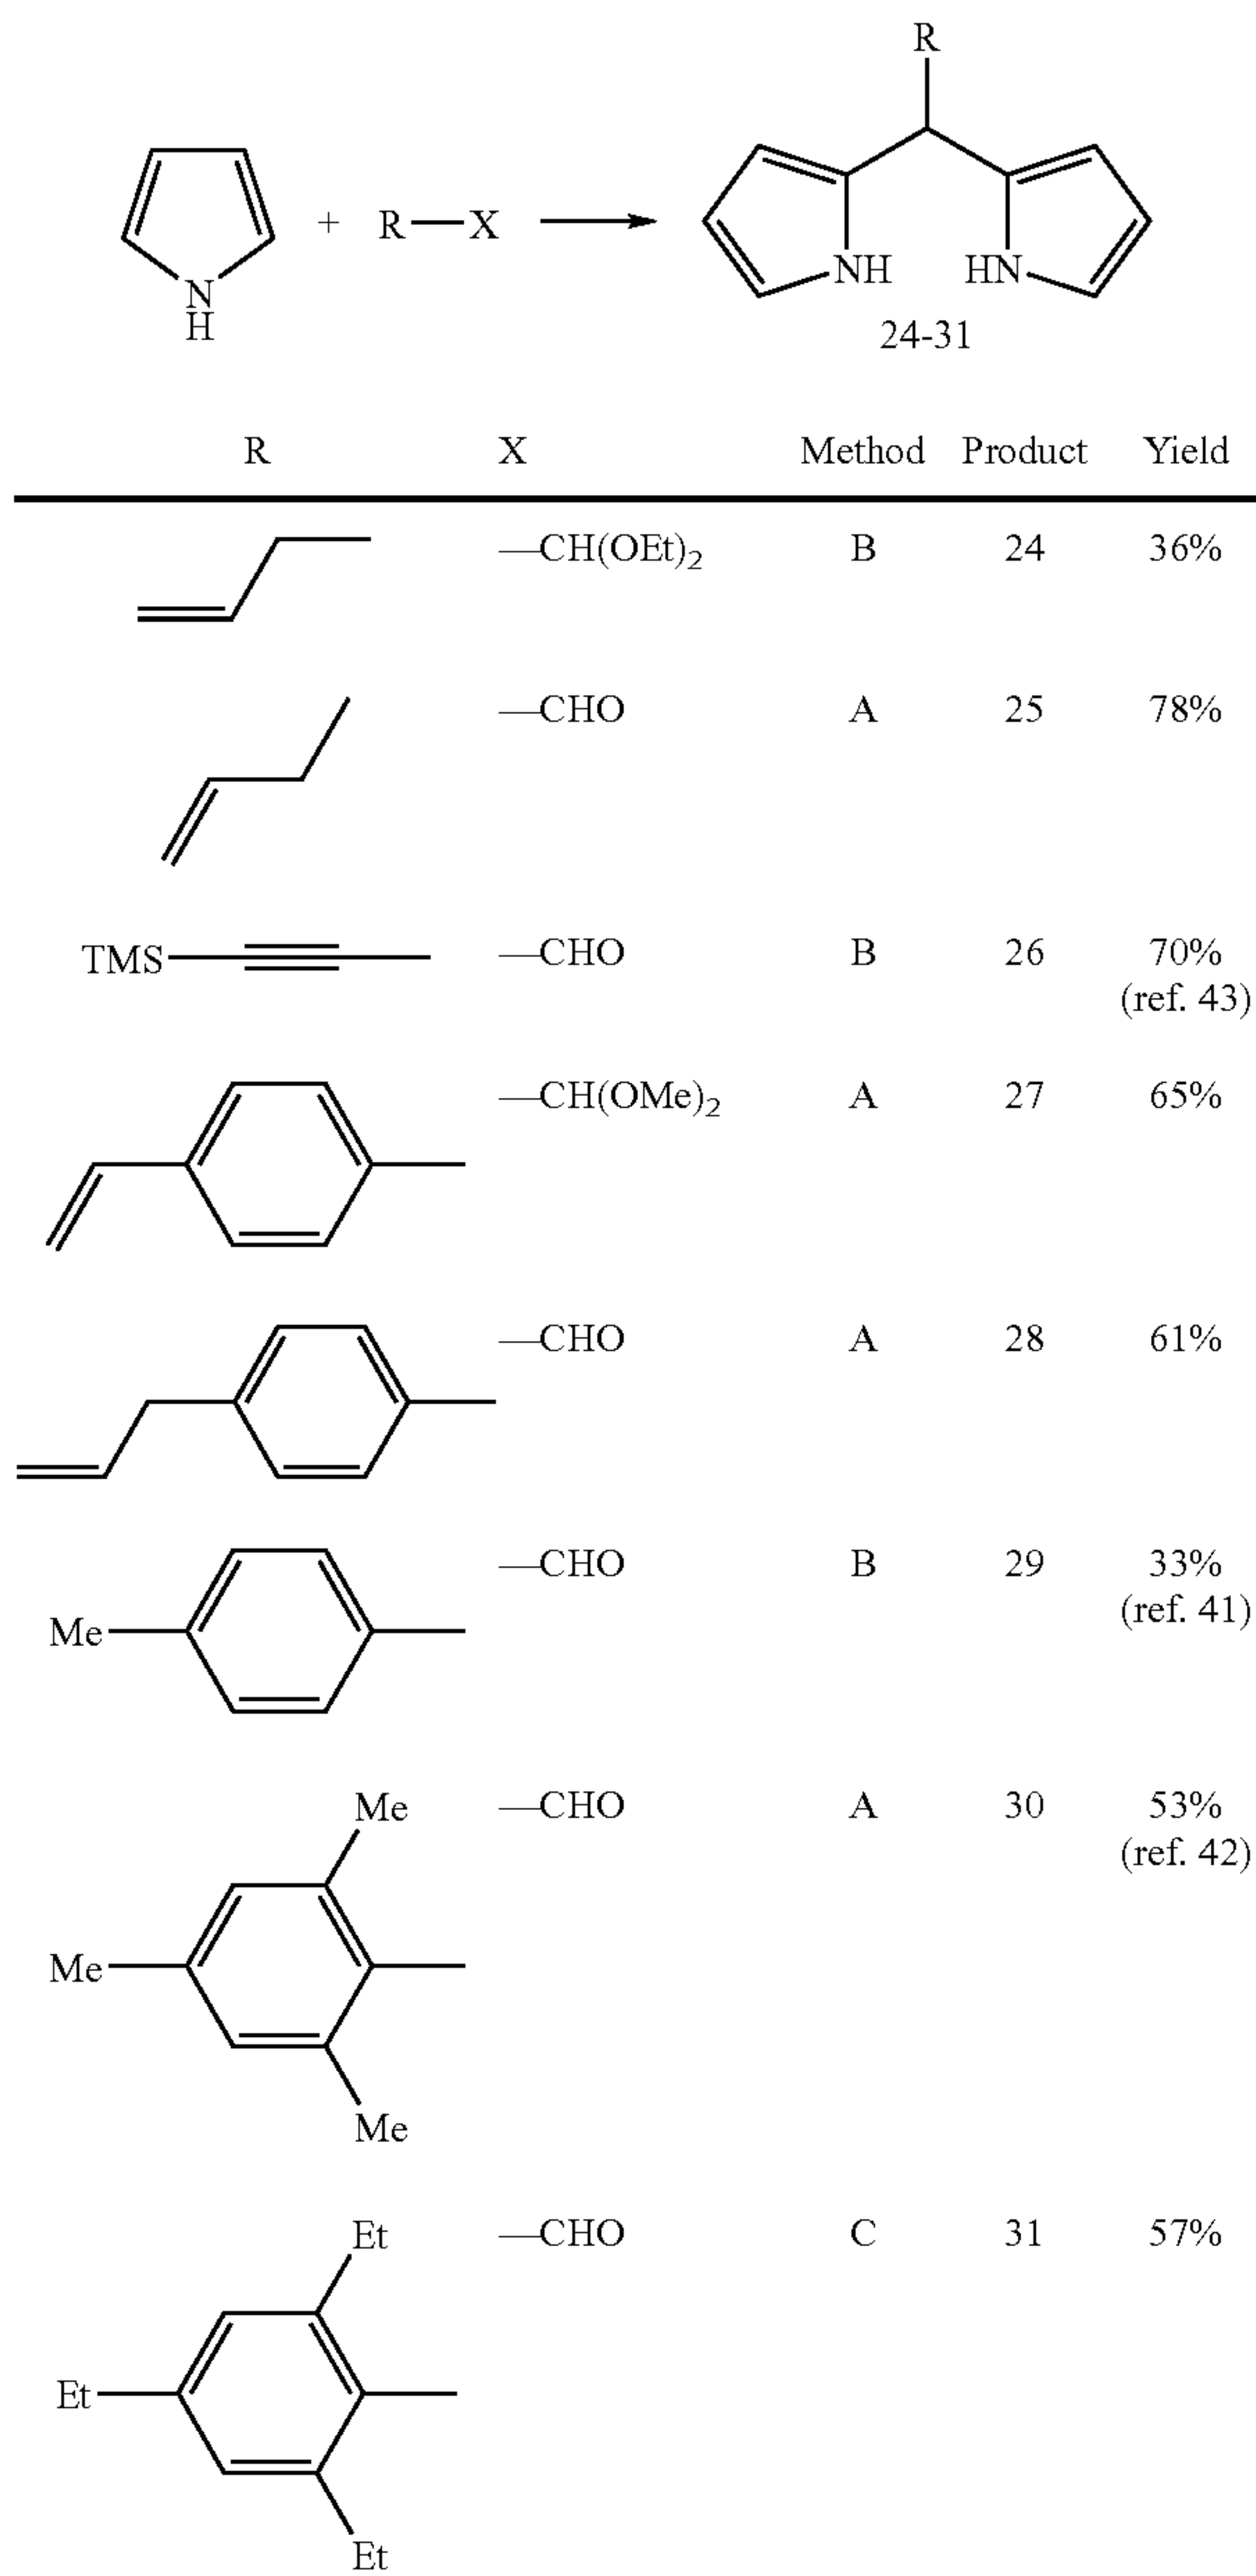 R
+ R—X
N
H
NH HN
24-31
R X Method Product Yield
—CH(OEt)₂ B 24 36%
—CHO A 25 78%
TMS —CHO B 26 70%
(ref. 43)
—CH(OMe)₂ A 27 65%
—CHO A 28 61%
—CHO B 29 33%
(ref. 41)
Me
Me —CHO A 30 53%
(ref. 42)
Me
Me
Et —CHO C 31 57%
Et
Et